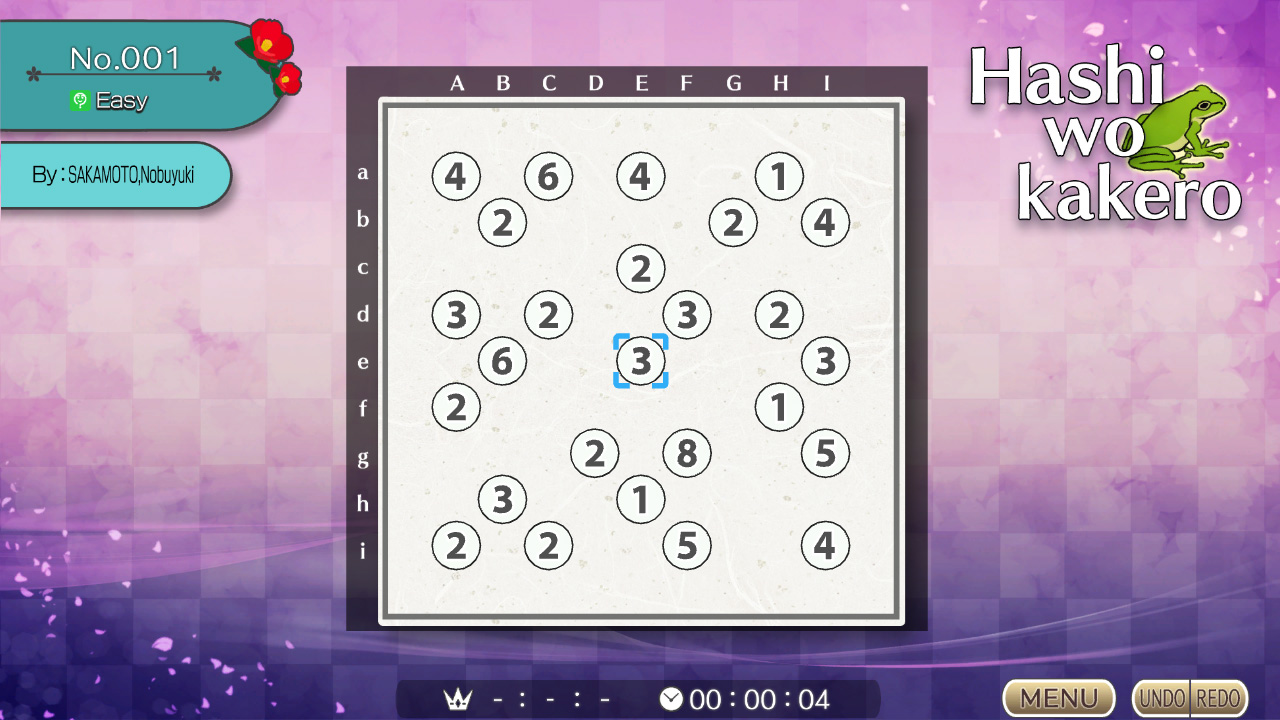 No.001
Easy
By：SAKAMOTO,Nobuyuki
Hashi
wo
kakero
A B C D E F G H I
a 4 6 4 1
b 2 2 4
c 2
d 3 2 3 2
e 6 3 3
f 2 1
g 2 8 5
h 3 1
i 2 2 5 4
- : - : - 00 : 00 : 04
MENU UNDO REDO